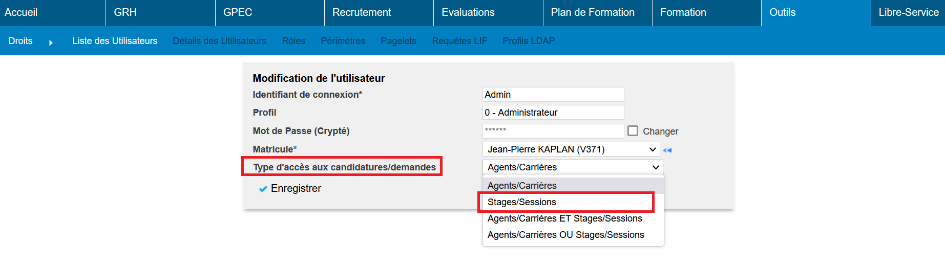 Accueil GRH GPEC Recrutement Evaluations Plan de Formation Formation Outils Libre-Service
Droits Liste des Utilisateurs Détails des Utilisateurs Rôles Périmètres Pagelets Requêtes LIF Profils LDAP
Modification de l'utilisateur
Identifiant de connexion* Admin
Profil 0 - Administrateur
Mot de Passe (Crypté) ****** Changer
Matricule* Jean-Pierre KAPLAN (V371)
Type d'accès aux candidatures/demandes Agents/Carrières
Enregistrer Agents/Carrières
Stages/Sessions
Agents/Carrières ET Stages/Sessions
Agents/Carrières OU Stages/Sessions